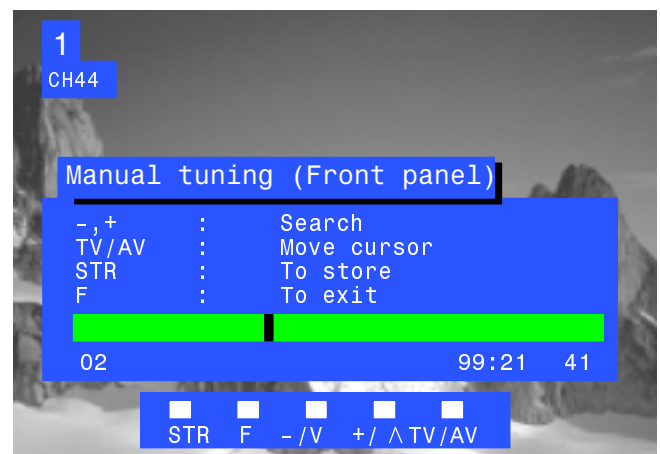 1
CH44
Manual tuning (Front panel)
-,+ : Search
TV/AV : Move cursor
STR : To store
F : To exit
02 99:21 41
STR F -/V +/∧ TV/AV